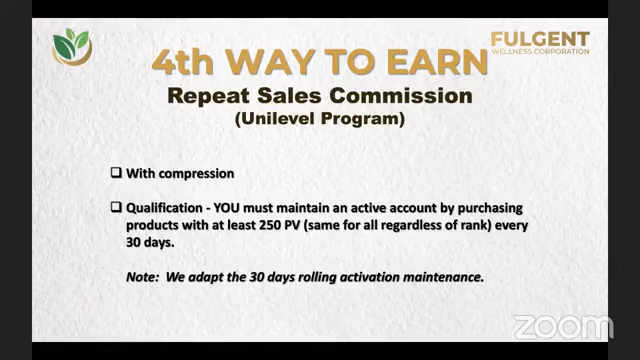 FULGENT
WELLNESS CORPORATION
4th WAY TO EARN
Repeat Sales Commission
(Unilevel Program)
With compression
Qualification - YOU must maintain an active account by purchasing
products with at least 250 PV (same for all regardless of rank) every
30 days.
Note: We adapt the 30 days rolling activation maintenance.
zoom